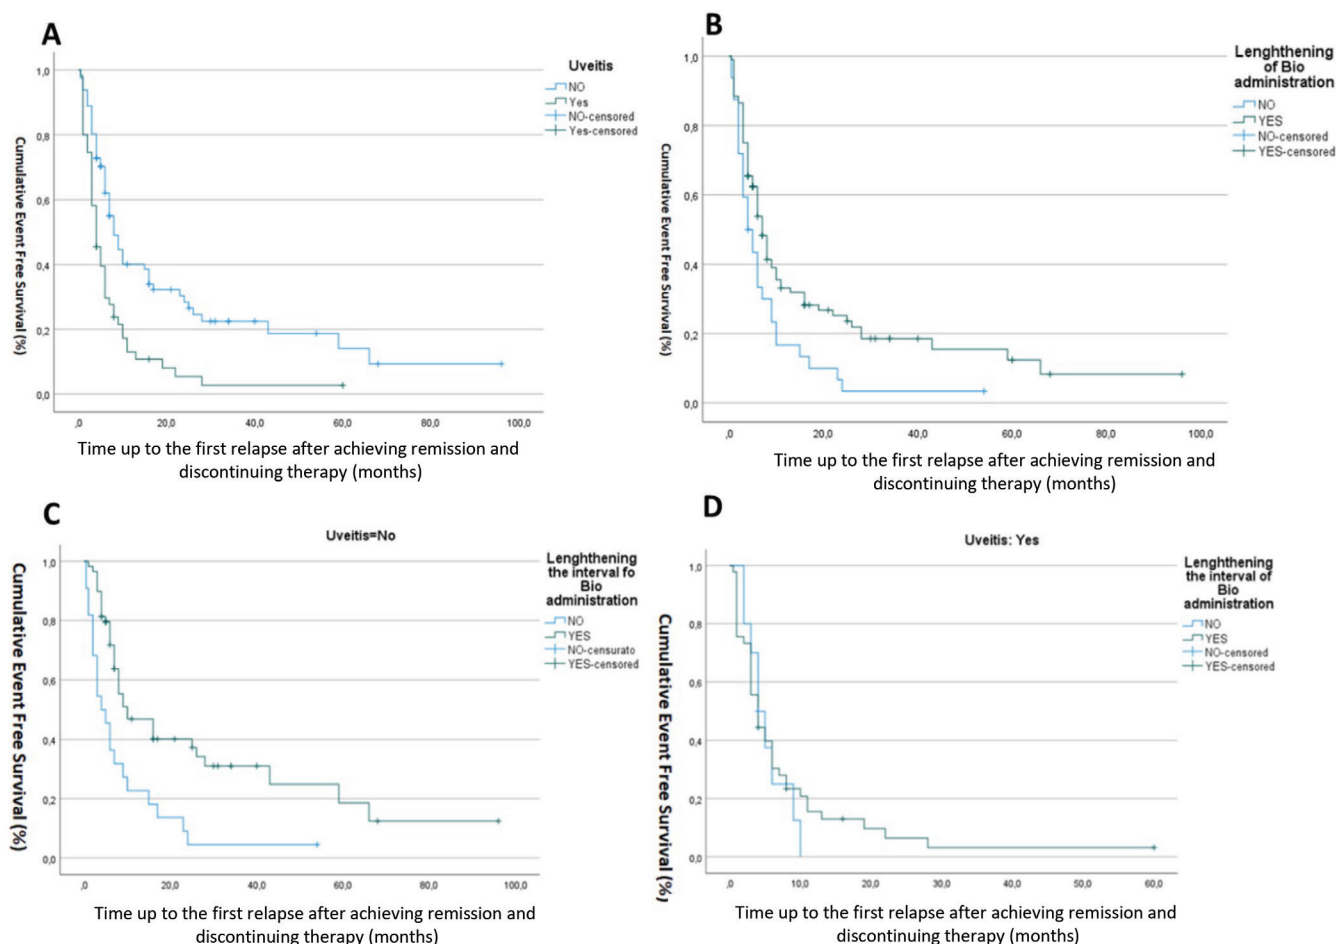 A
Uveitis
NO
Yes
NO-censored
Yes-censored
1,0
0,8
0,6
0,4
0,2
0,0
Cumulative Event Free Survival (%)
,0
20,0
40,0
60,0
80,0
100,0
Time up to the first relapse after achieving remission and
discontinuing therapy (months)
B
Lenghthening
of Bio
administration
NO
YES
NO-censored
YES-censored
1,0
0,8
0,6
0,4
0,2
0,0
Cumulative Event Free Survival (%)
,0
20,0
40,0
60,0
80,0
100,0
Time up to the first relapse after achieving remission and
discontinuing therapy (months)
C
Uveitis=No
Lenghthening
the interval fo
Bio
administration
NO
YES
NO-censurato
YES-censored
1,0
0,8
0,6
0,4
0,2
0,0
Cumulative Event Free Survival (%)
,0
20,0
40,0
60,0
80,0
100,0
Time up to the first relapse after achieving remission and
discontinuing therapy (months)
D
Uveitis: Yes
Lenghthening
the interval of
Bio
administration
NO
YES
NO-censored
YES-censored
1,0
0,8
0,6
0,4
0,2
0,0
Cumulative Event Free Survival (%)
,0
10,0
20,0
30,0
40,0
50,0
60,0
Time up to the first relapse after achieving remission and
discontinuing therapy (months)